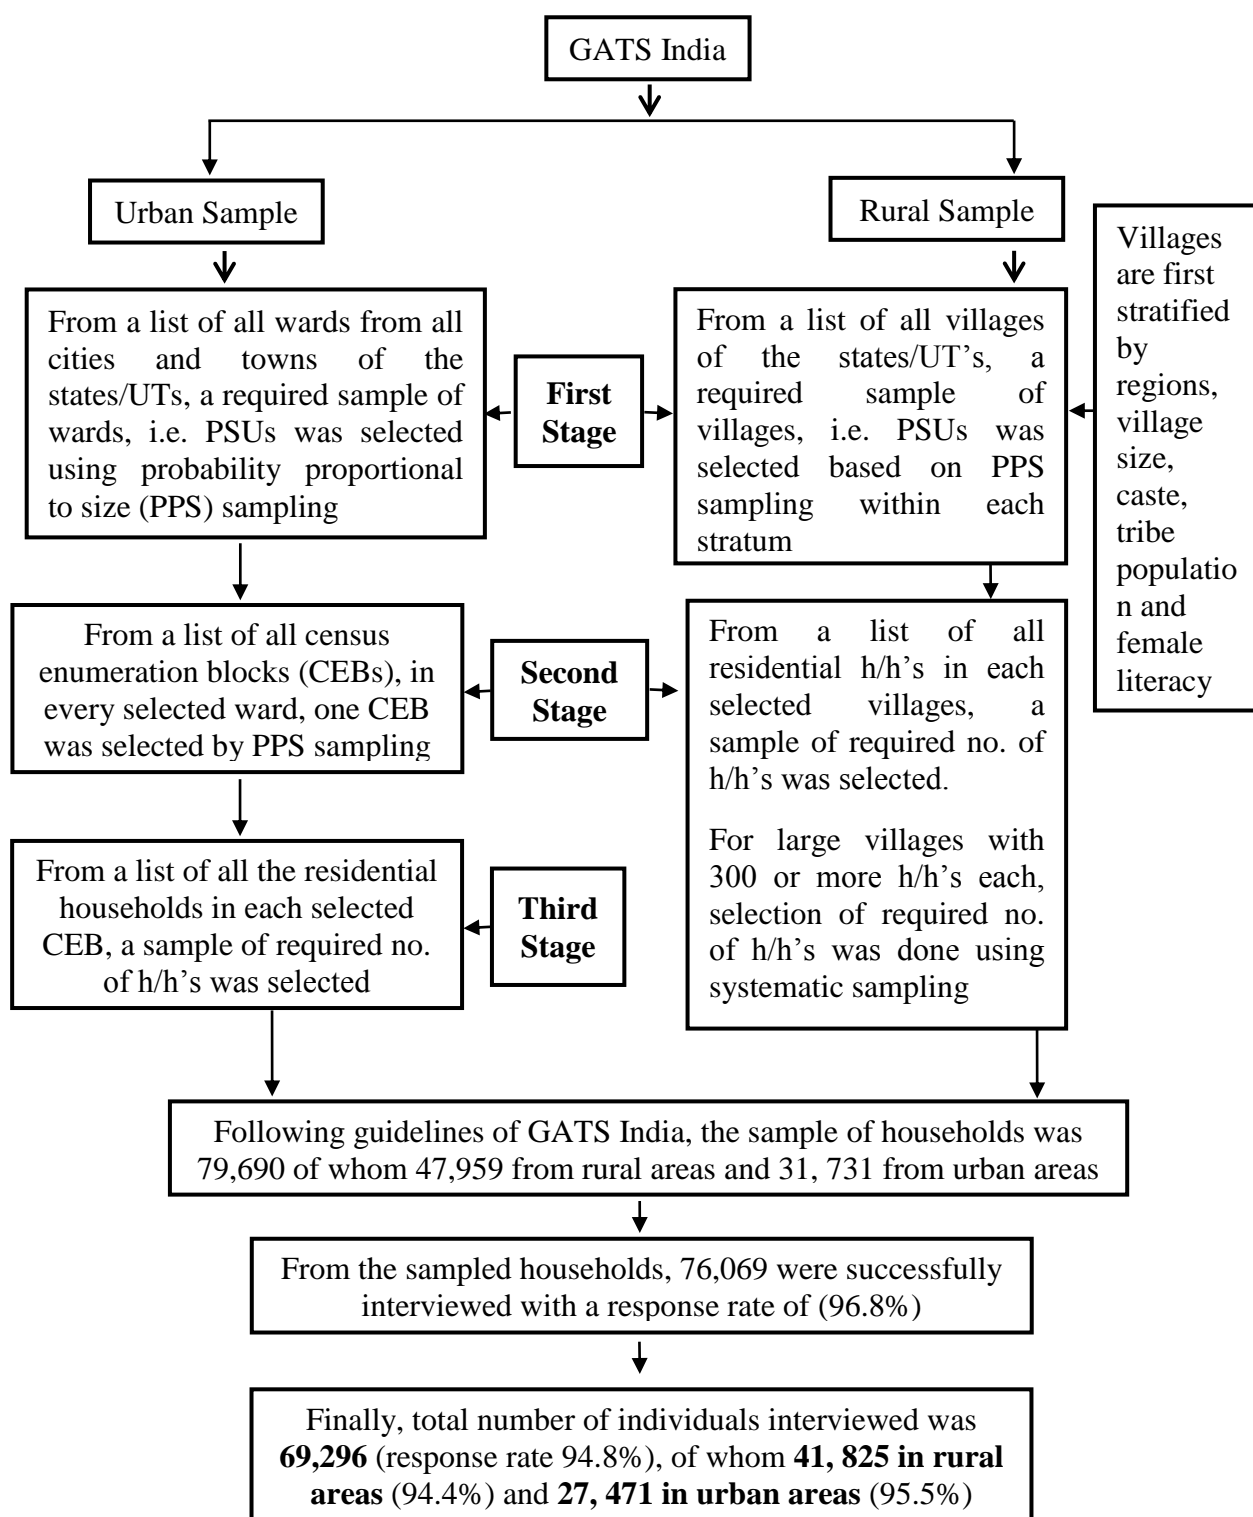 GATS India
Urban Sample
Rural Sample
Villages
are first
stratified
by
regions,
village
size,
caste,
tribe
populatio
n and
female
literacy
From a list of all wards from all
cities and towns of the
states/UTs, a required sample of
wards, i.e. PSUs was selected
using probability proportional
to size (PPS) sampling
First
Stage
From a list of all villages
of the states/UT’s, a
required sample of
villages, i.e. PSUs was
selected based on PPS
sampling within each
stratum
From a list of all census
enumeration blocks (CEBs), in
every selected ward, one CEB
was selected by PPS sampling
Second
Stage
From a list of all
residential h/h’s in each
selected villages, a
sample of required no. of
h/h’s was selected.
For large villages with
300 or more h/h’s each,
selection of required no.
of h/h’s was done using
systematic sampling
From a list of all the residential
households in each selected
CEB, a sample of required no.
of h/h’s was selected
Third
Stage
Following guidelines of GATS India, the sample of households was
79,690 of whom 47,959 from rural areas and 31, 731 from urban areas
From the sampled households, 76,069 were successfully
interviewed with a response rate of (96.8%)
Finally, total number of individuals interviewed was
69,296 (response rate 94.8%), of whom 41, 825 in rural
areas (94.4%) and 27, 471 in urban areas (95.5%)